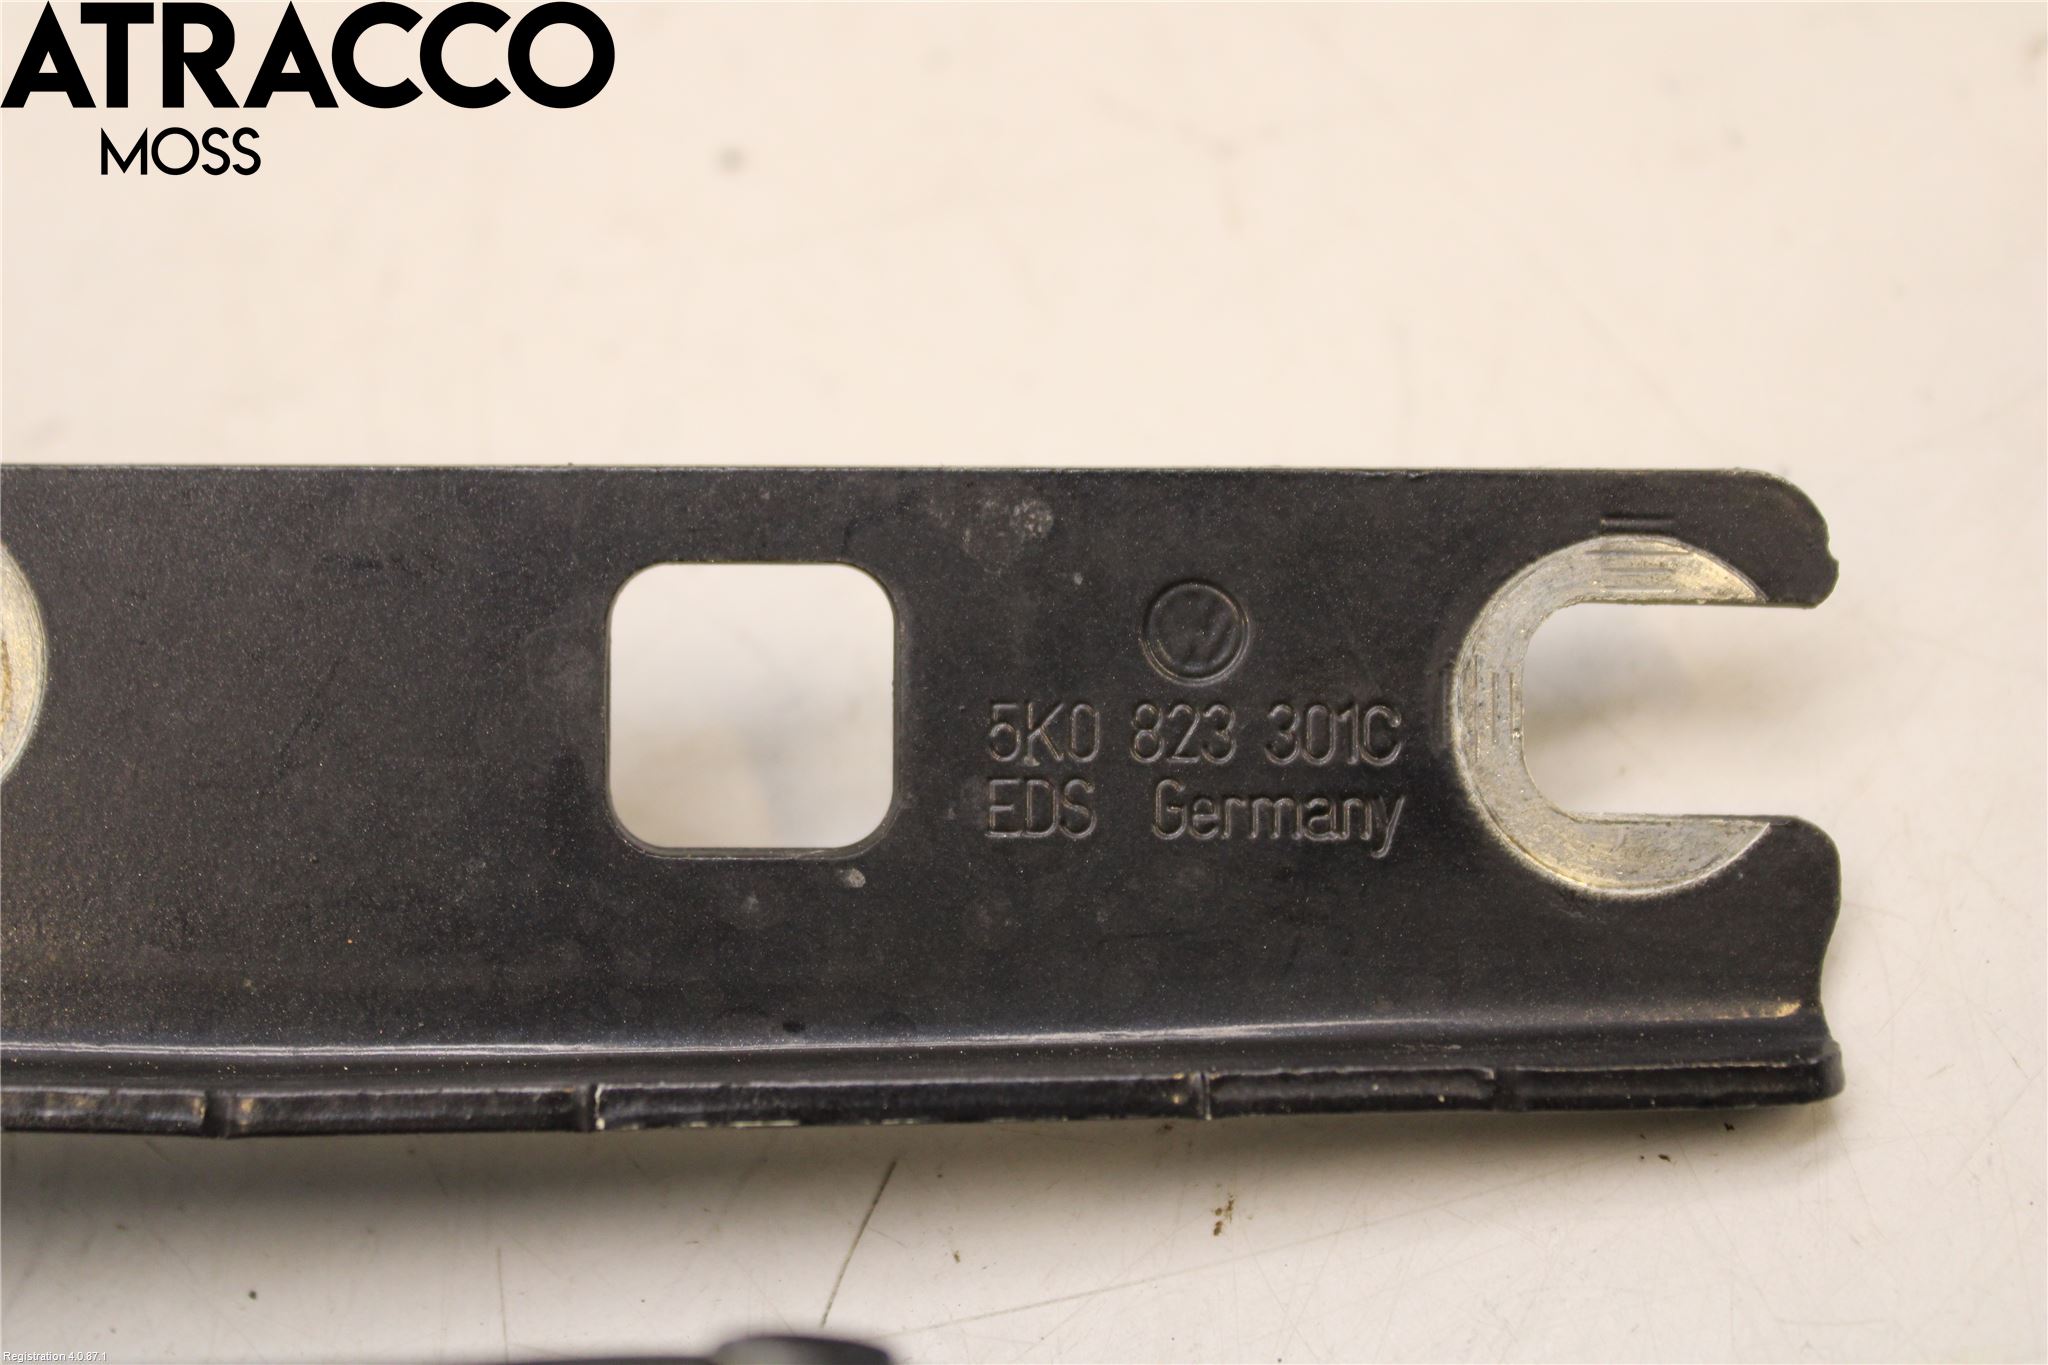 ATRACCO
MOSS
5K0 823 301C
EDS Germany
Registration 4.0.87.1